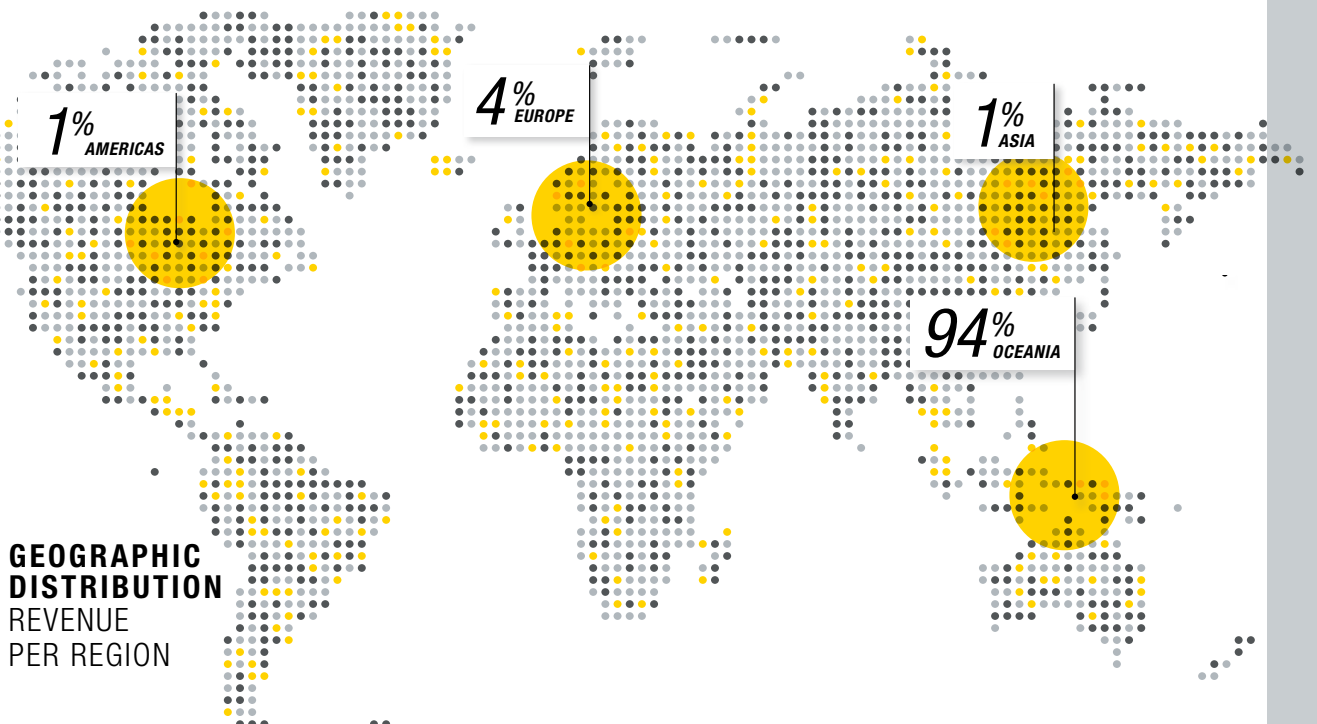 1%
AMERICAS
4%
EUROPE
1%
ASIA
94%
OCEANIA
GEOGRAPHIC
DISTRIBUTION
REVENUE
PER REGION